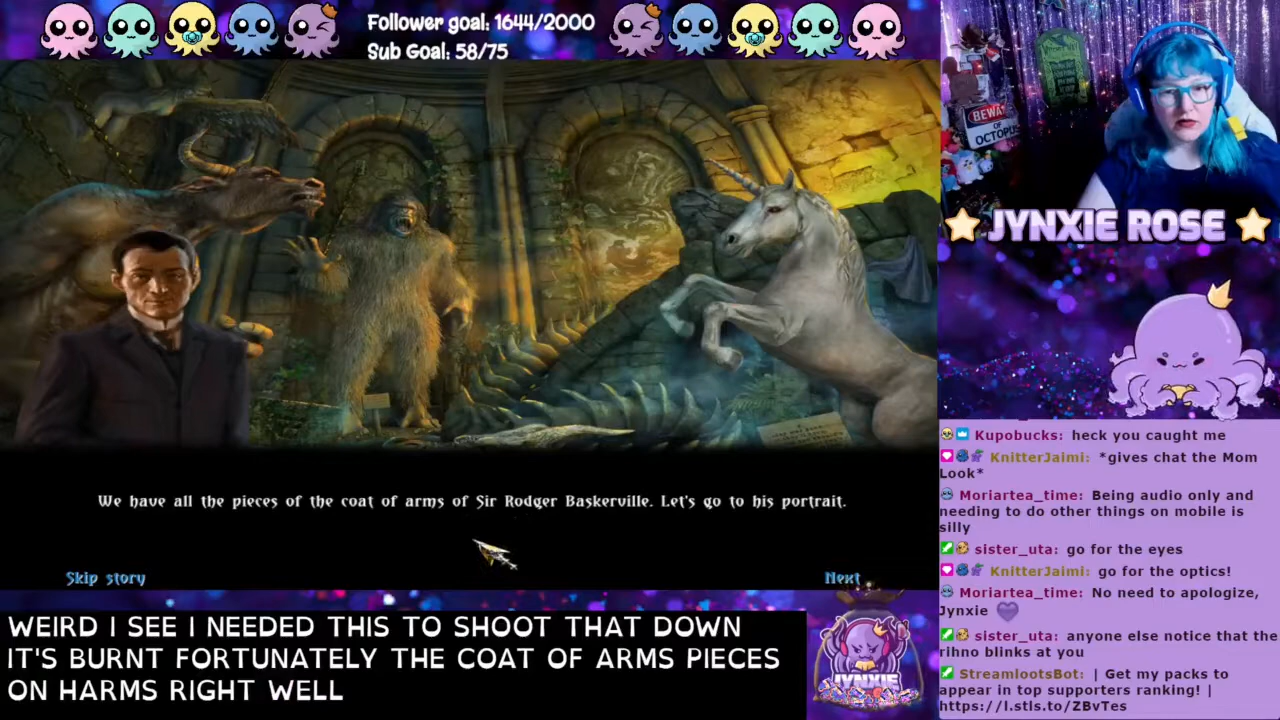 Follower goal: 1644/2000
Sub Goal: 58/75
BEWARE
OF
OCTOPUS
JYNXIE ROSE
Kupobucks: heck you caught me
KnitterJaimi: *gives chat the Mom
Look*
Moriartea_time: Being audio only and
needing to do other things on mobile is
silly
sister_uta: go for the eyes
KnitterJaimi: go for the optics!
Moriartea_time: No need to apologize,
Jynxie
sister_uta: anyone else notice that the
rihno blinks at you
StreamlootsBot: | Get my packs to
appear in top supporters ranking! |
https://l.stls.to/ZBvTes
We have all the pieces of the coat of arms of Sir Rodger Baskerville. Let's go to his portrait.
Skip story
Next
WEIRD I SEE I NEEDED THIS TO SHOOT THAT DOWN
IT'S BURNT FORTUNATELY THE COAT OF ARMS PIECES
ON HARMS RIGHT WELL
JYNXIE